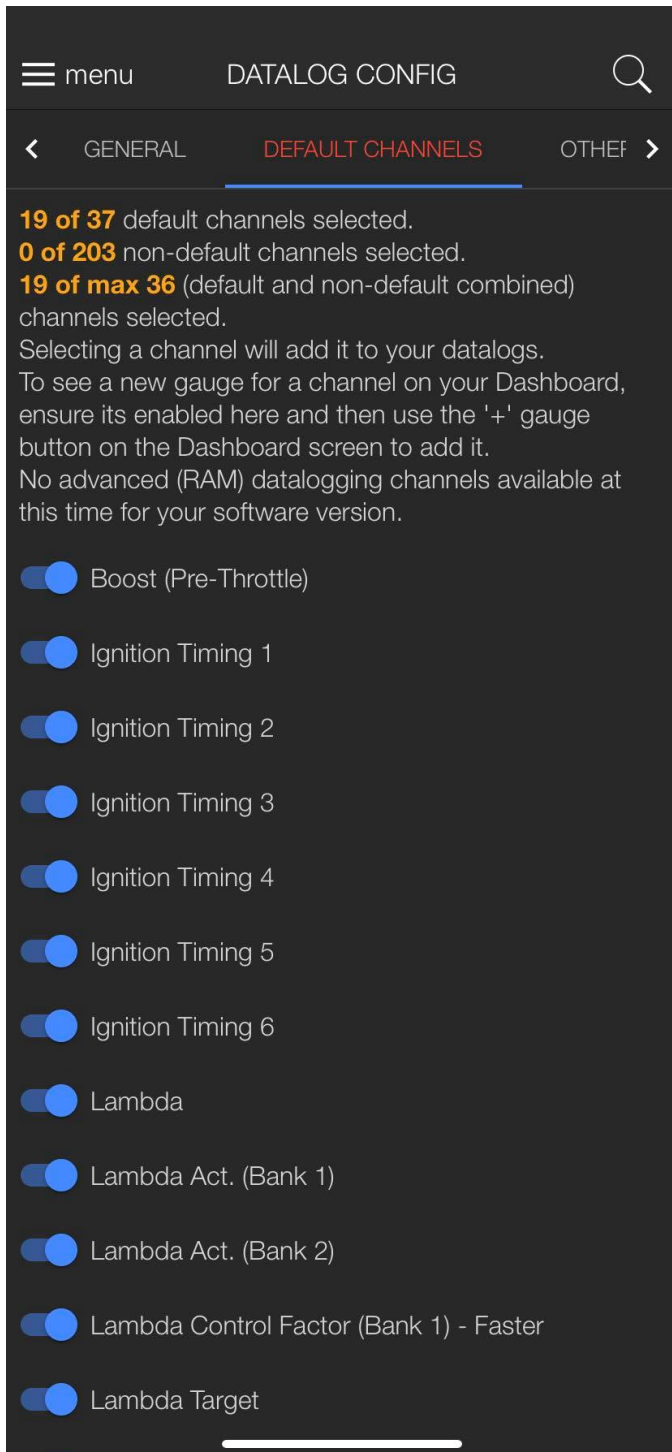 menu
DATALOG CONFIG
GENERAL
DEFAULT CHANNELS
OTHER
19 of 37 default channels selected.
0 of 203 non-default channels selected.
19 of max 36 (default and non-default combined)
channels selected.
Selecting a channel will add it to your datalogs.
To see a new gauge for a channel on your Dashboard,
ensure its enabled here and then use the '+' gauge
button on the Dashboard screen to add it.
No advanced (RAM) datalogging channels available at
this time for your software version.
Boost (Pre-Throttle)
Ignition Timing 1
Ignition Timing 2
Ignition Timing 3
Ignition Timing 4
Ignition Timing 5
Ignition Timing 6
Lambda
Lambda Act. (Bank 1)
Lambda Act. (Bank 2)
Lambda Control Factor (Bank 1) - Faster
Lambda Target